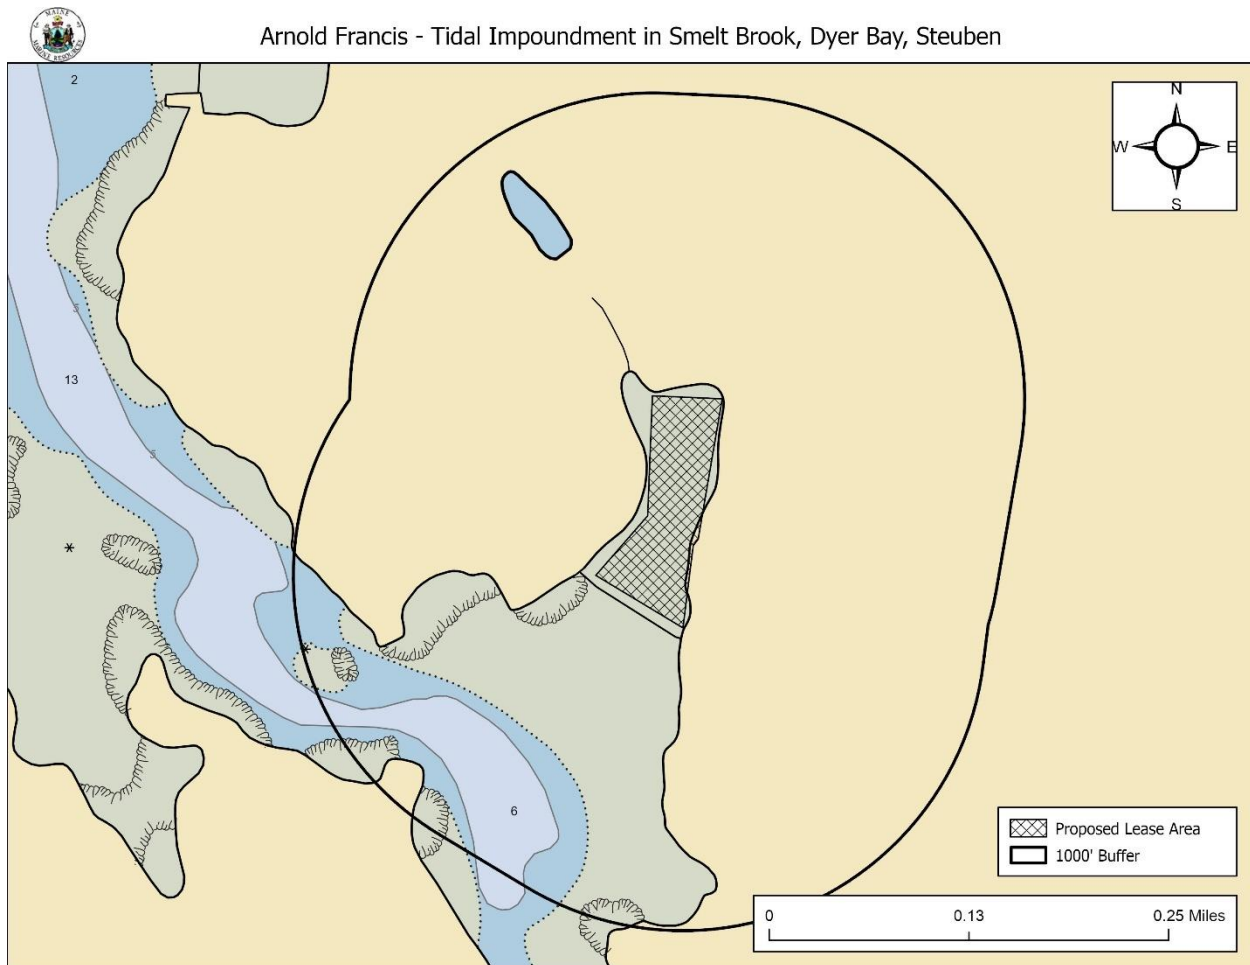 Arnold Francis - Tidal Impoundment in Smelt Brook, Dyer Bay, Steuben
MAINE
2
N
W
E
S
13
6
Proposed Lease Area
1000' Buffer
0
0.13
0.25 Miles